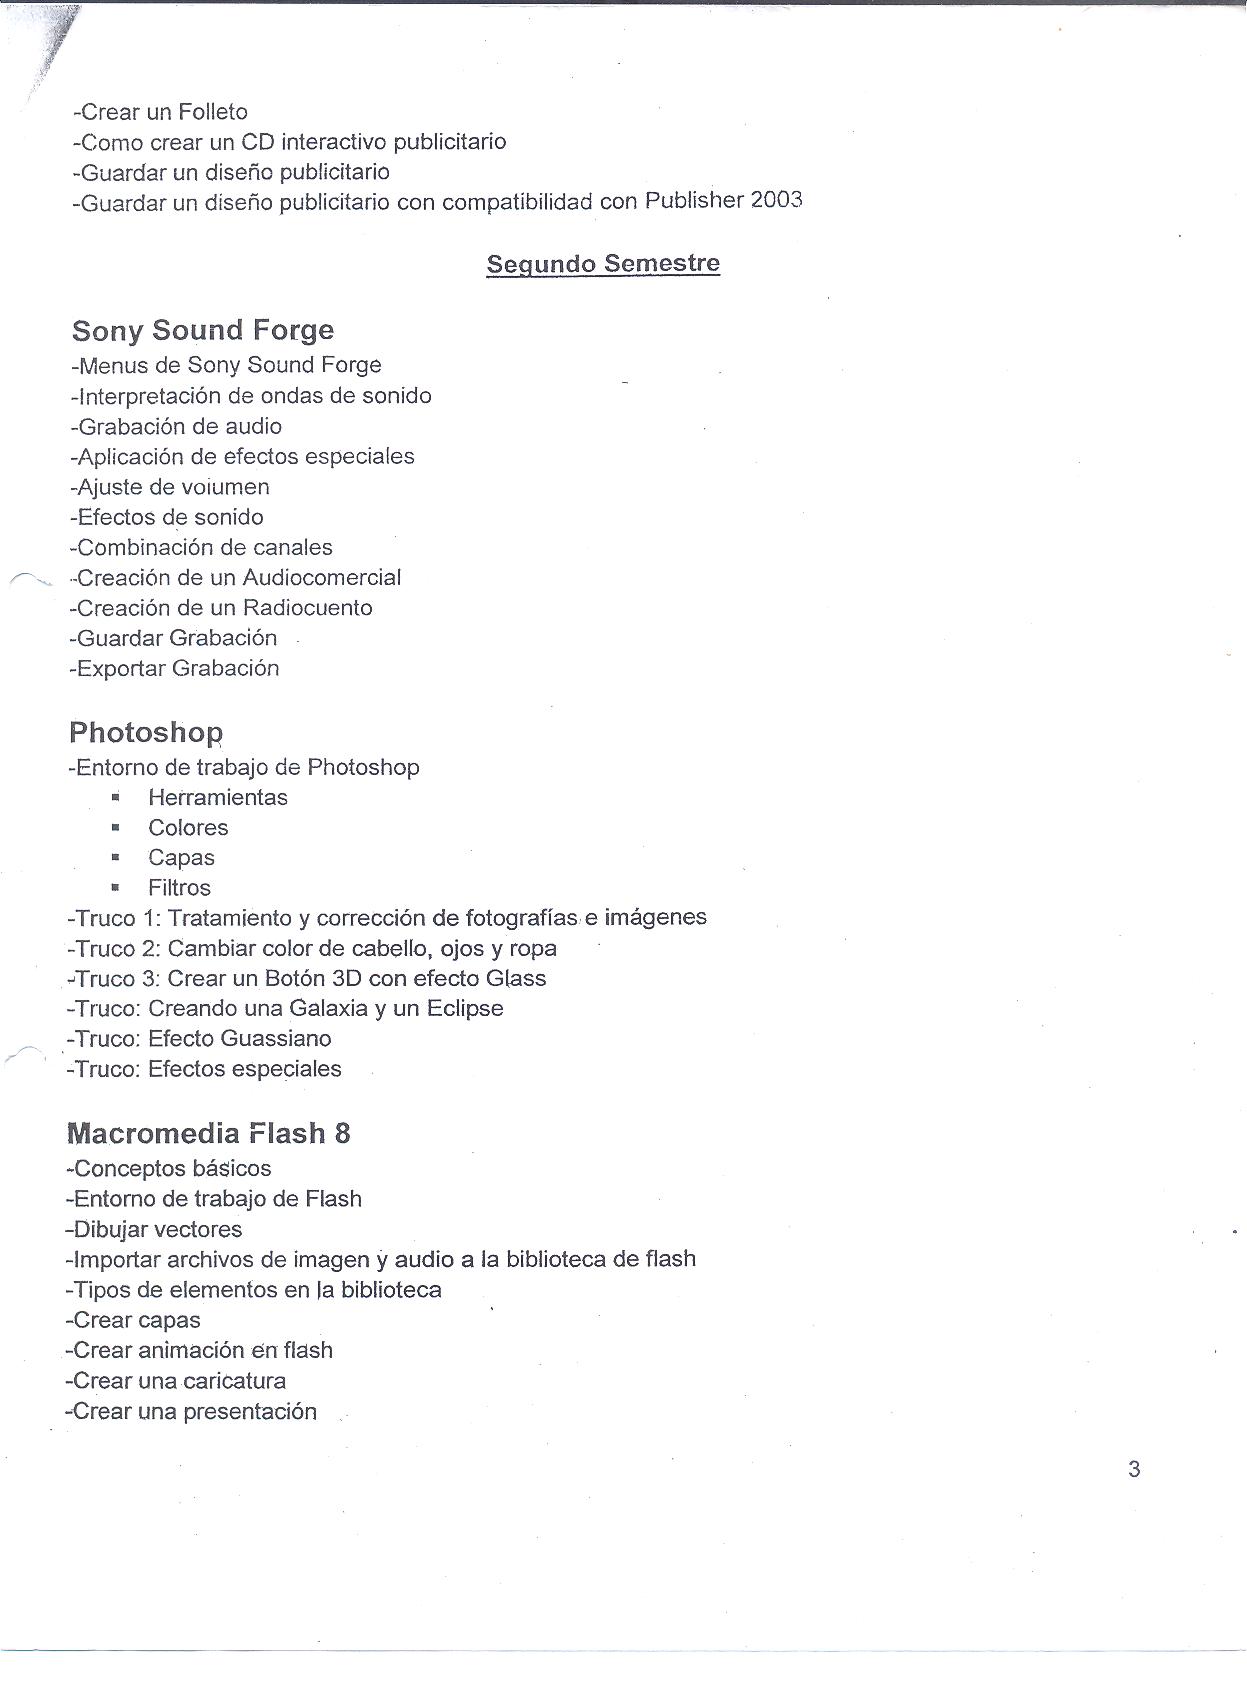 -Crear un Folleto
-Como crear un CD interactivo publicitario
-Guardar un diseño publicitario
-Guardar un diseño publicitario con compatibilidad con Publisher 2003
Segundo Semestre
Sony Sound Forge
-Menus de Sony Sound Forge
-Interpretación de ondas de sonido
-Grabación de audio
-Aplicación de efectos especiales
-Ajuste de volumen
-Efectos de sonido
-Combinación de canales
-Creación de un Audiocomercial
-Creación de un Radiocuento
-Guardar Grabación
-Exportar Grabación
Photoshop
-Entorno de trabajo de Photoshop
▪ Herramientas
▪ Colores
▪ Capas
▪ Filtros
-Truco 1: Tratamiento y corrección de fotografías e imágenes
-Truco 2: Cambiar color de cabello, ojos y ropa
-Truco 3: Crear un Botón 3D con efecto Glass
-Truco: Creando una Galaxia y un Eclipse
-Truco: Efecto Guassiano
-Truco: Efectos especiales
Macromedia Flash 8
-Conceptos básicos
-Entorno de trabajo de Flash
-Dibujar vectores
-Importar archivos de imagen y audio a la biblioteca de flash
-Tipos de elementos en la biblioteca
-Crear capas
-Crear animación en flash
-Crear una caricatura
-Crear una presentación
3